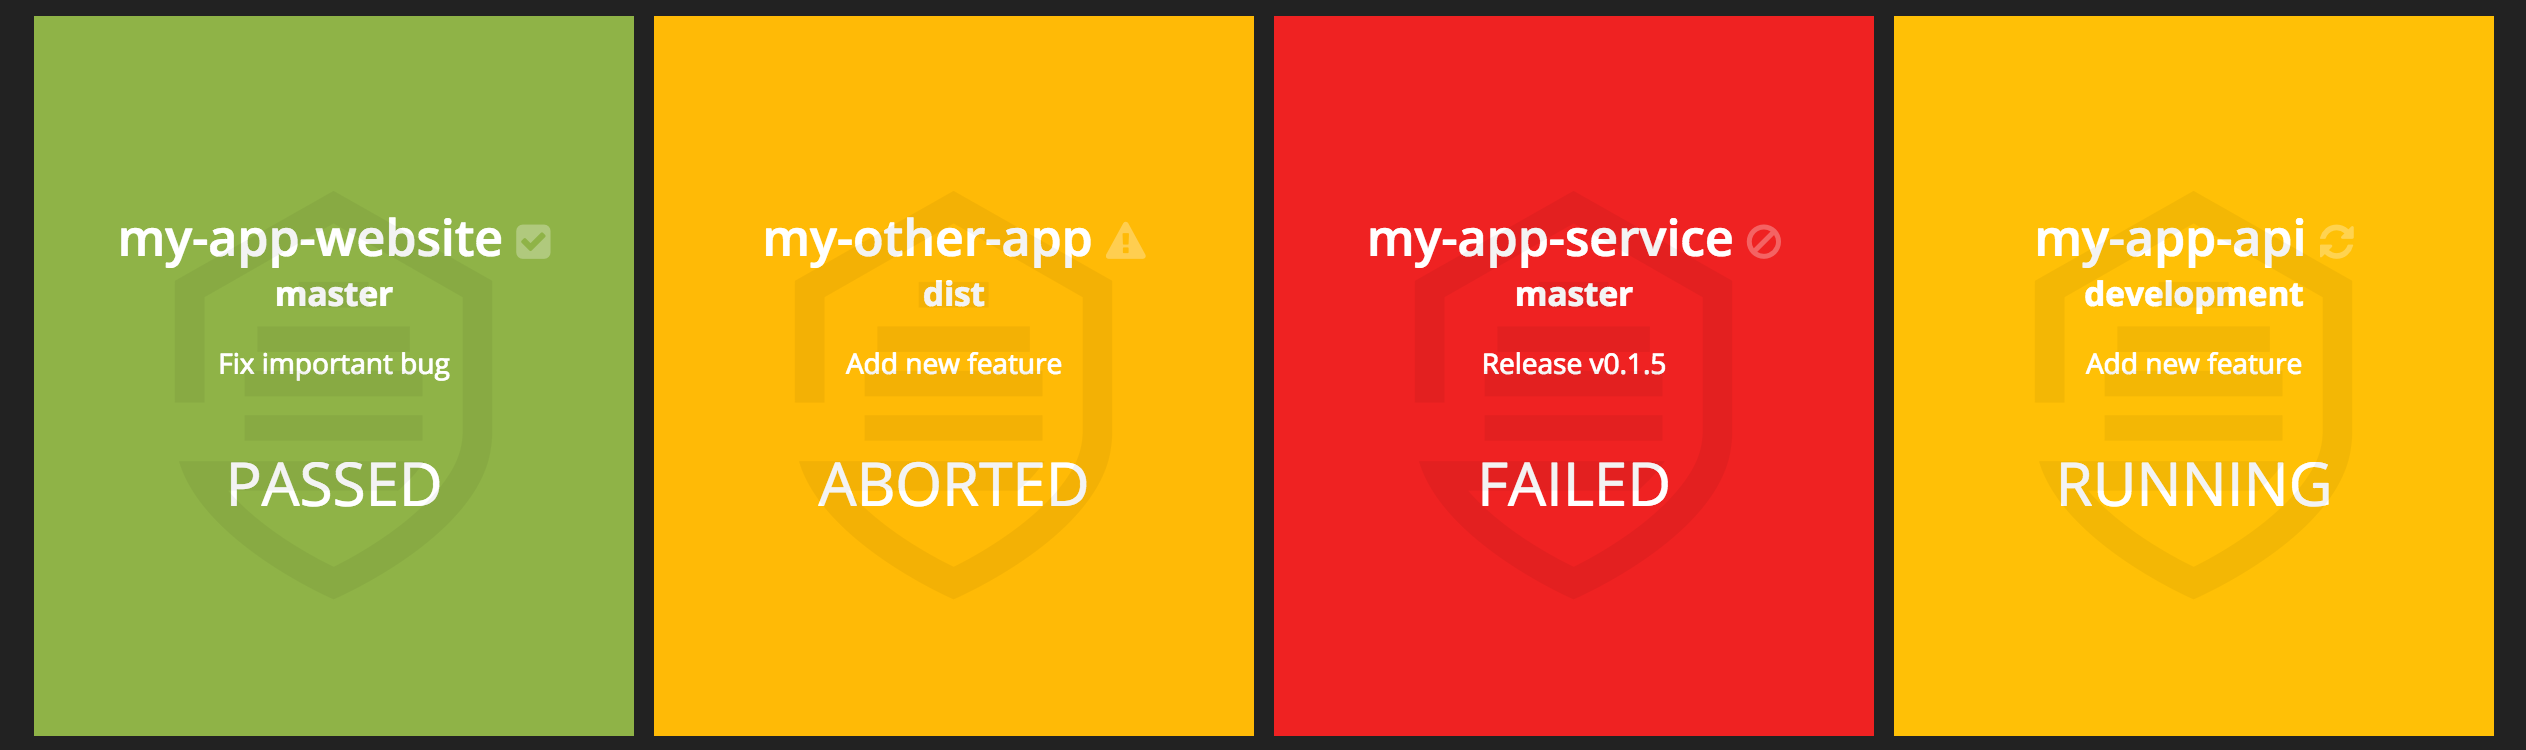 my-app-website
master
Fix important bug
PASSED
my-other-app
dist
Add new feature
ABORTED
my-app-service
master
Release v0.1.5
FAILED
my-app-api
development
Add new feature
RUNNING